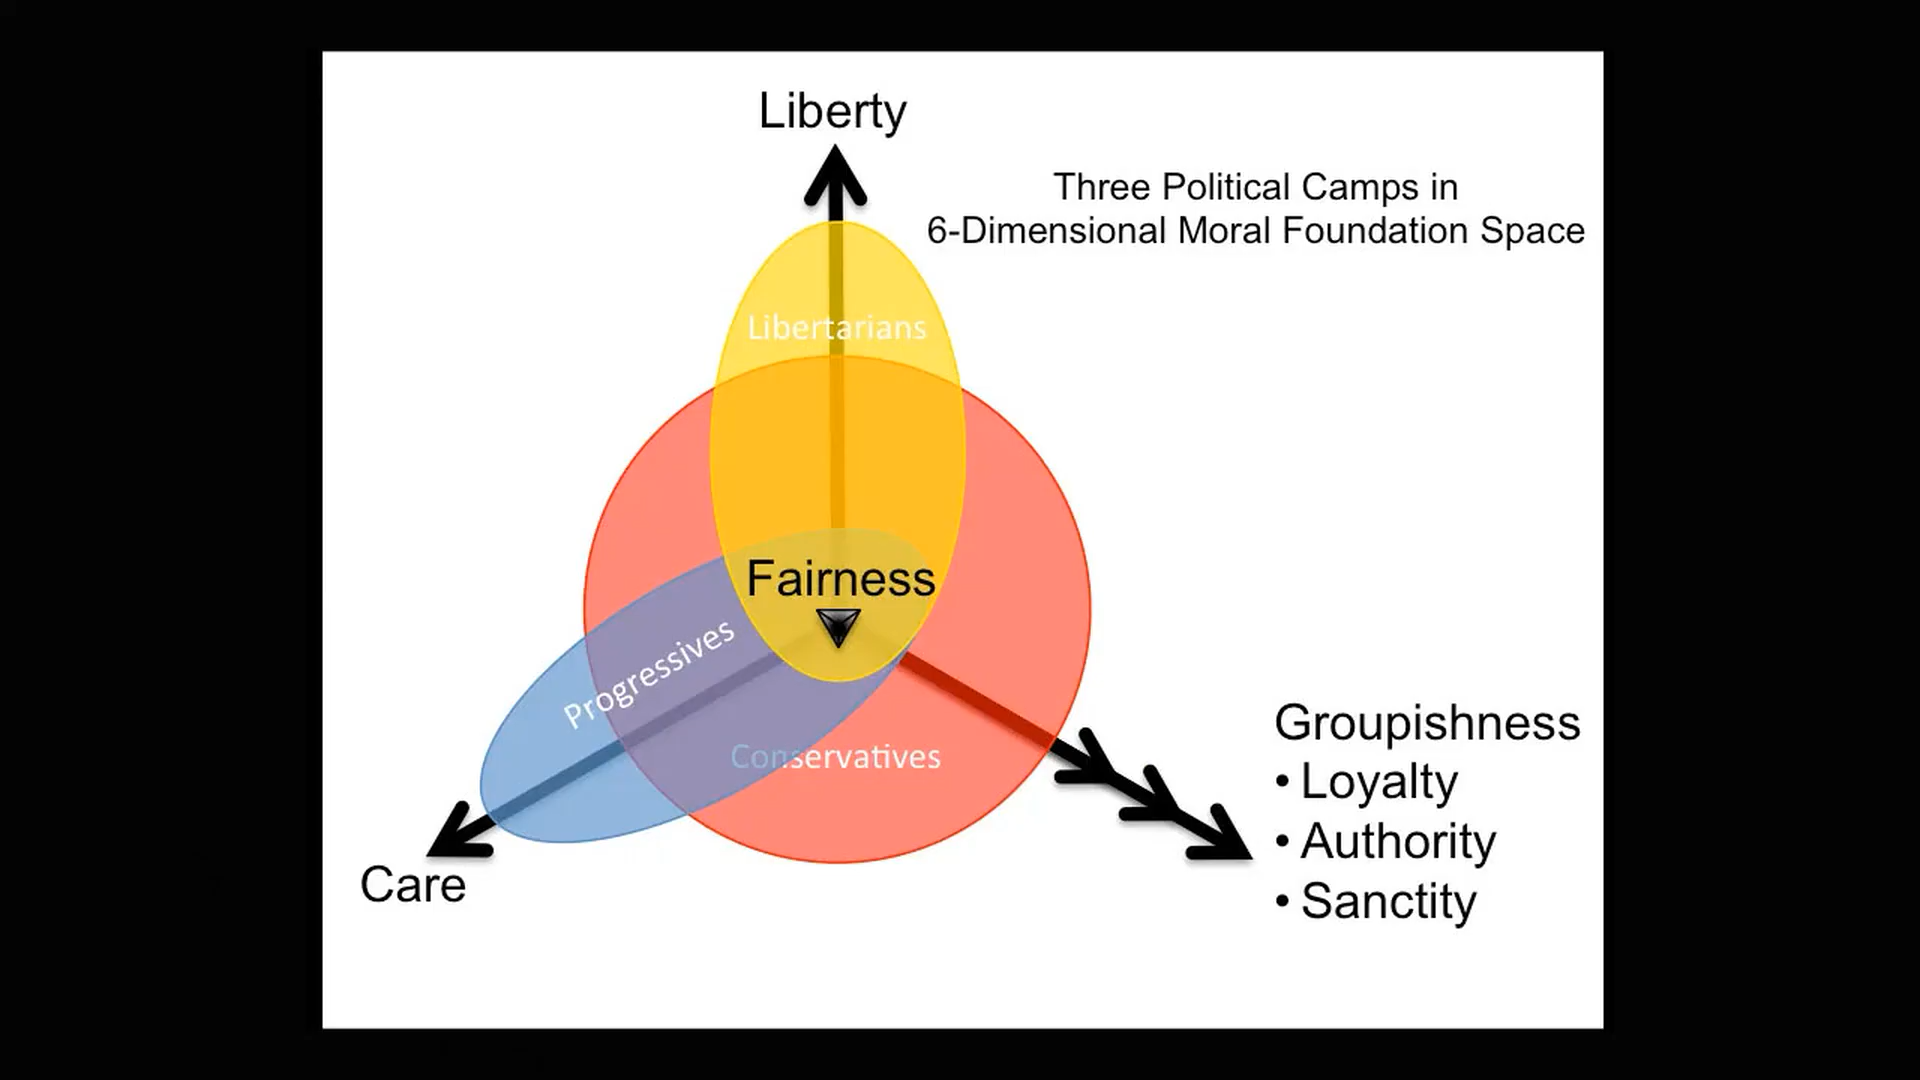 Liberty
Three Political Camps in
6-Dimensional Moral Foundation Space
Libertarians
Fairness
Progressives
Conservatives
Care
Groupishness
• Loyalty
• Authority
• Sanctity